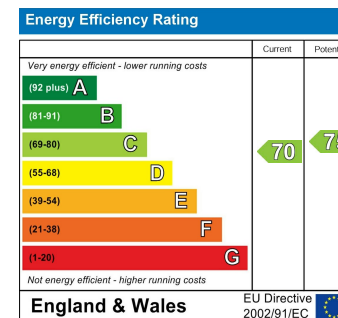 Energy Efficiency Rating
Current
Very energy efficient - lower running costs
(92 plus) A
(81-91) B
(69-80) C
(55-68) D
(39-54) E
(21-38) F
(1-20) G
70
Not energy efficient - higher running costs
England & Wales
EU Directive
2002/91/EC